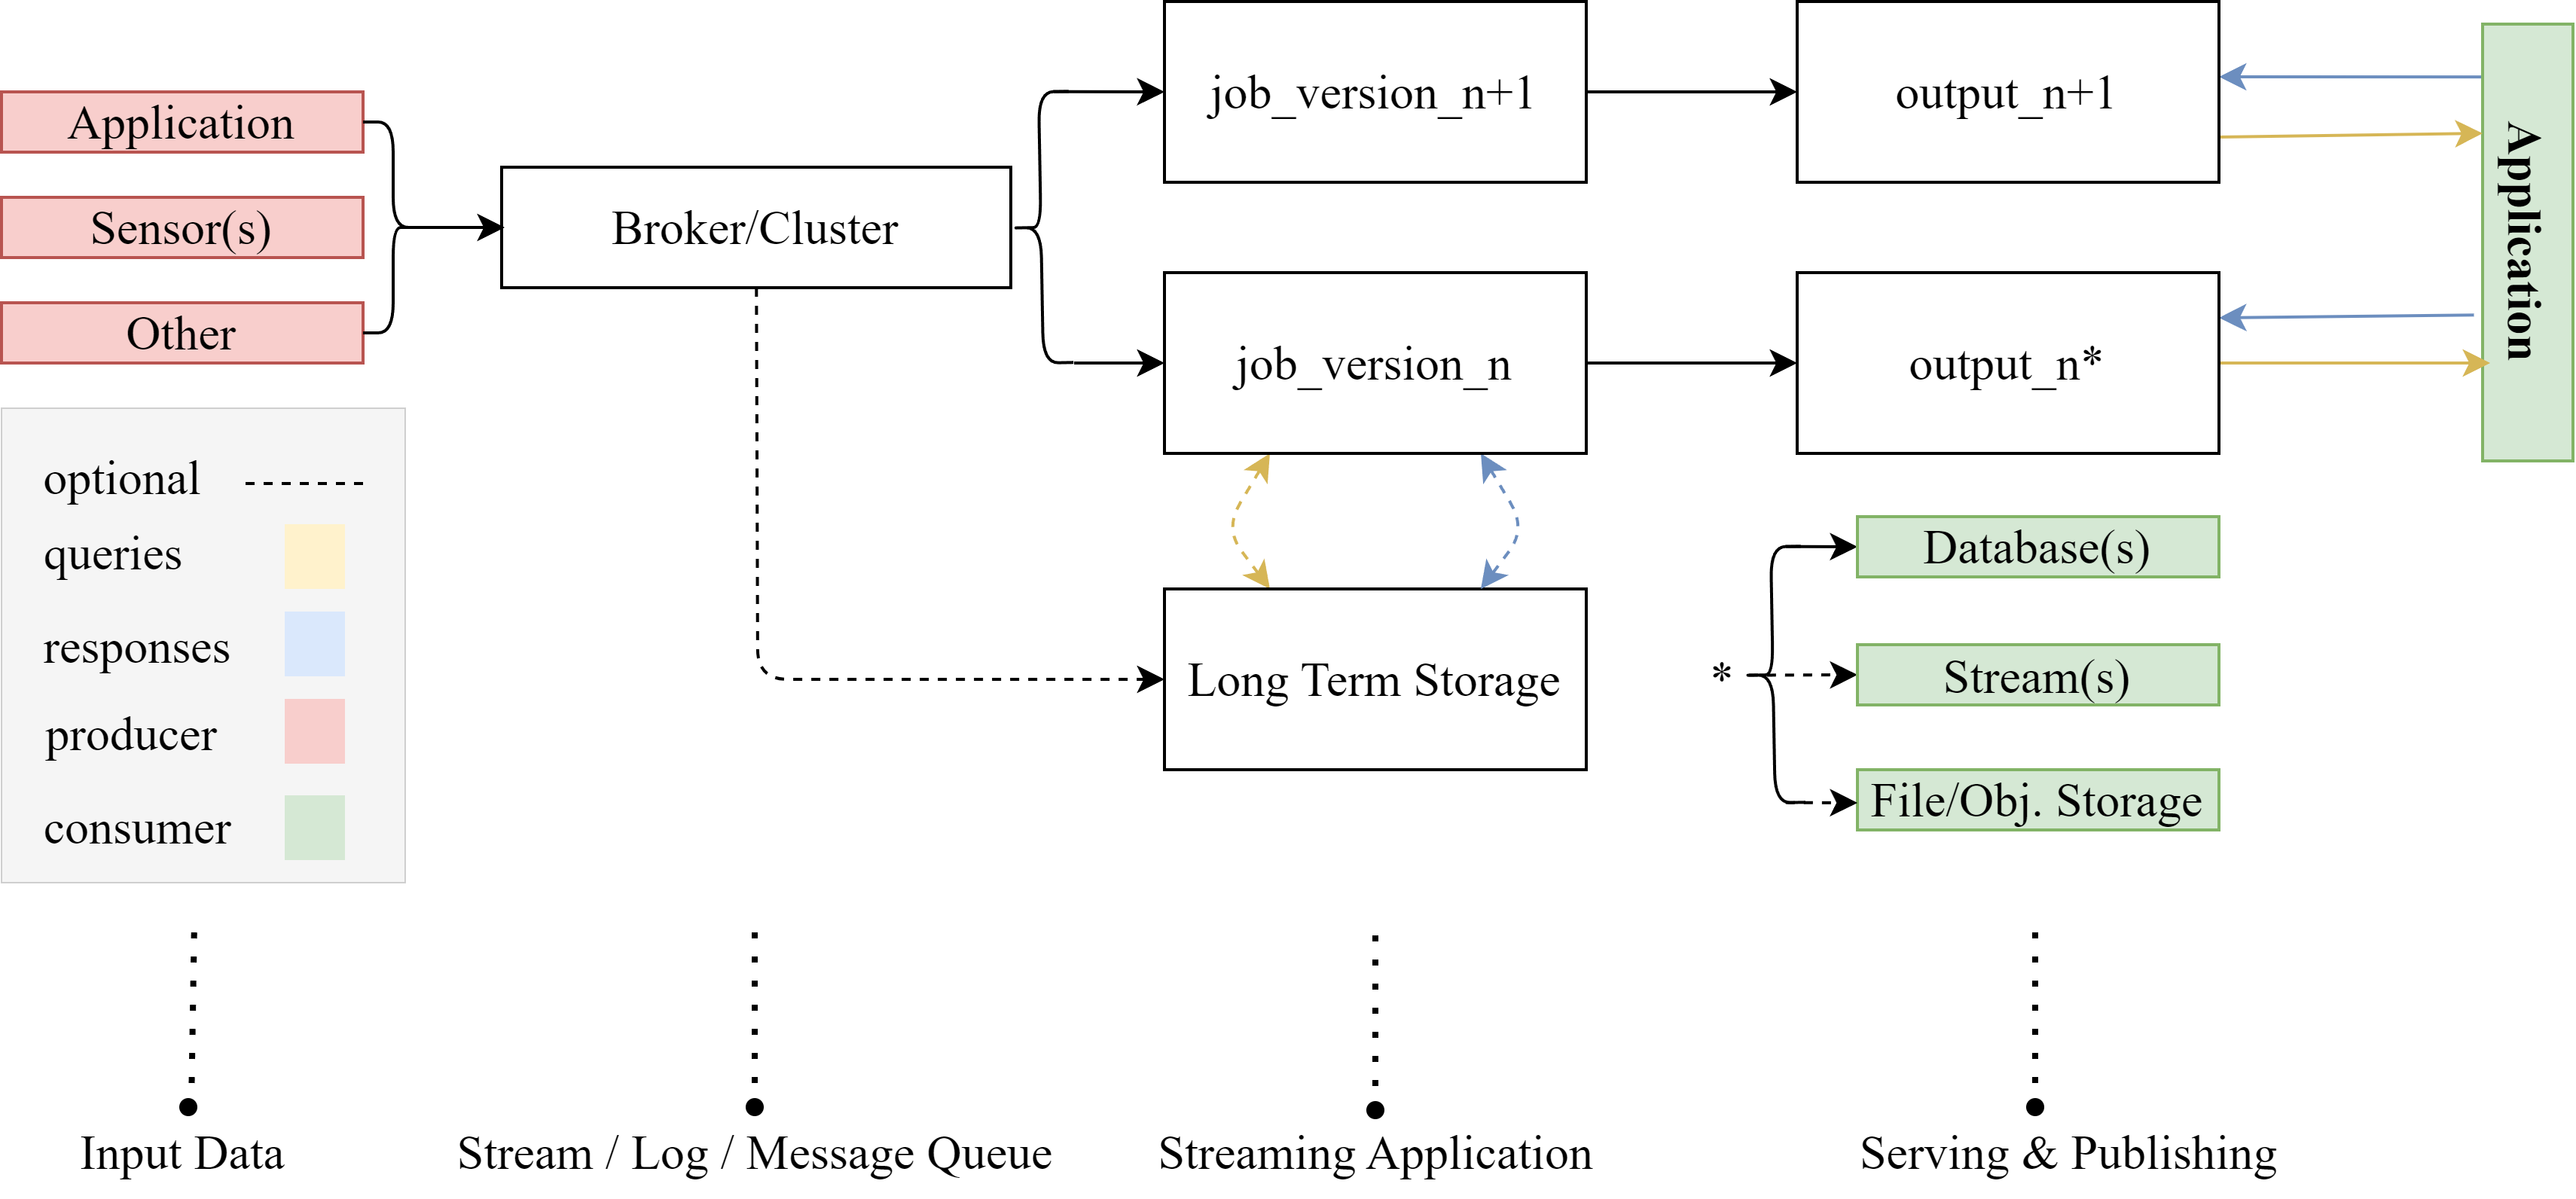 Application
Sensor(s)
Other
Broker/Cluster
job_version_n+1
output_n+1
job_version_n
output_n*
Application
optional
queries
responses
producer
consumer
Long Term Storage
*
Database(s)
Stream(s)
File/Obj. Storage
Input Data
Stream / Log / Message Queue
Streaming Application
Serving & Publishing